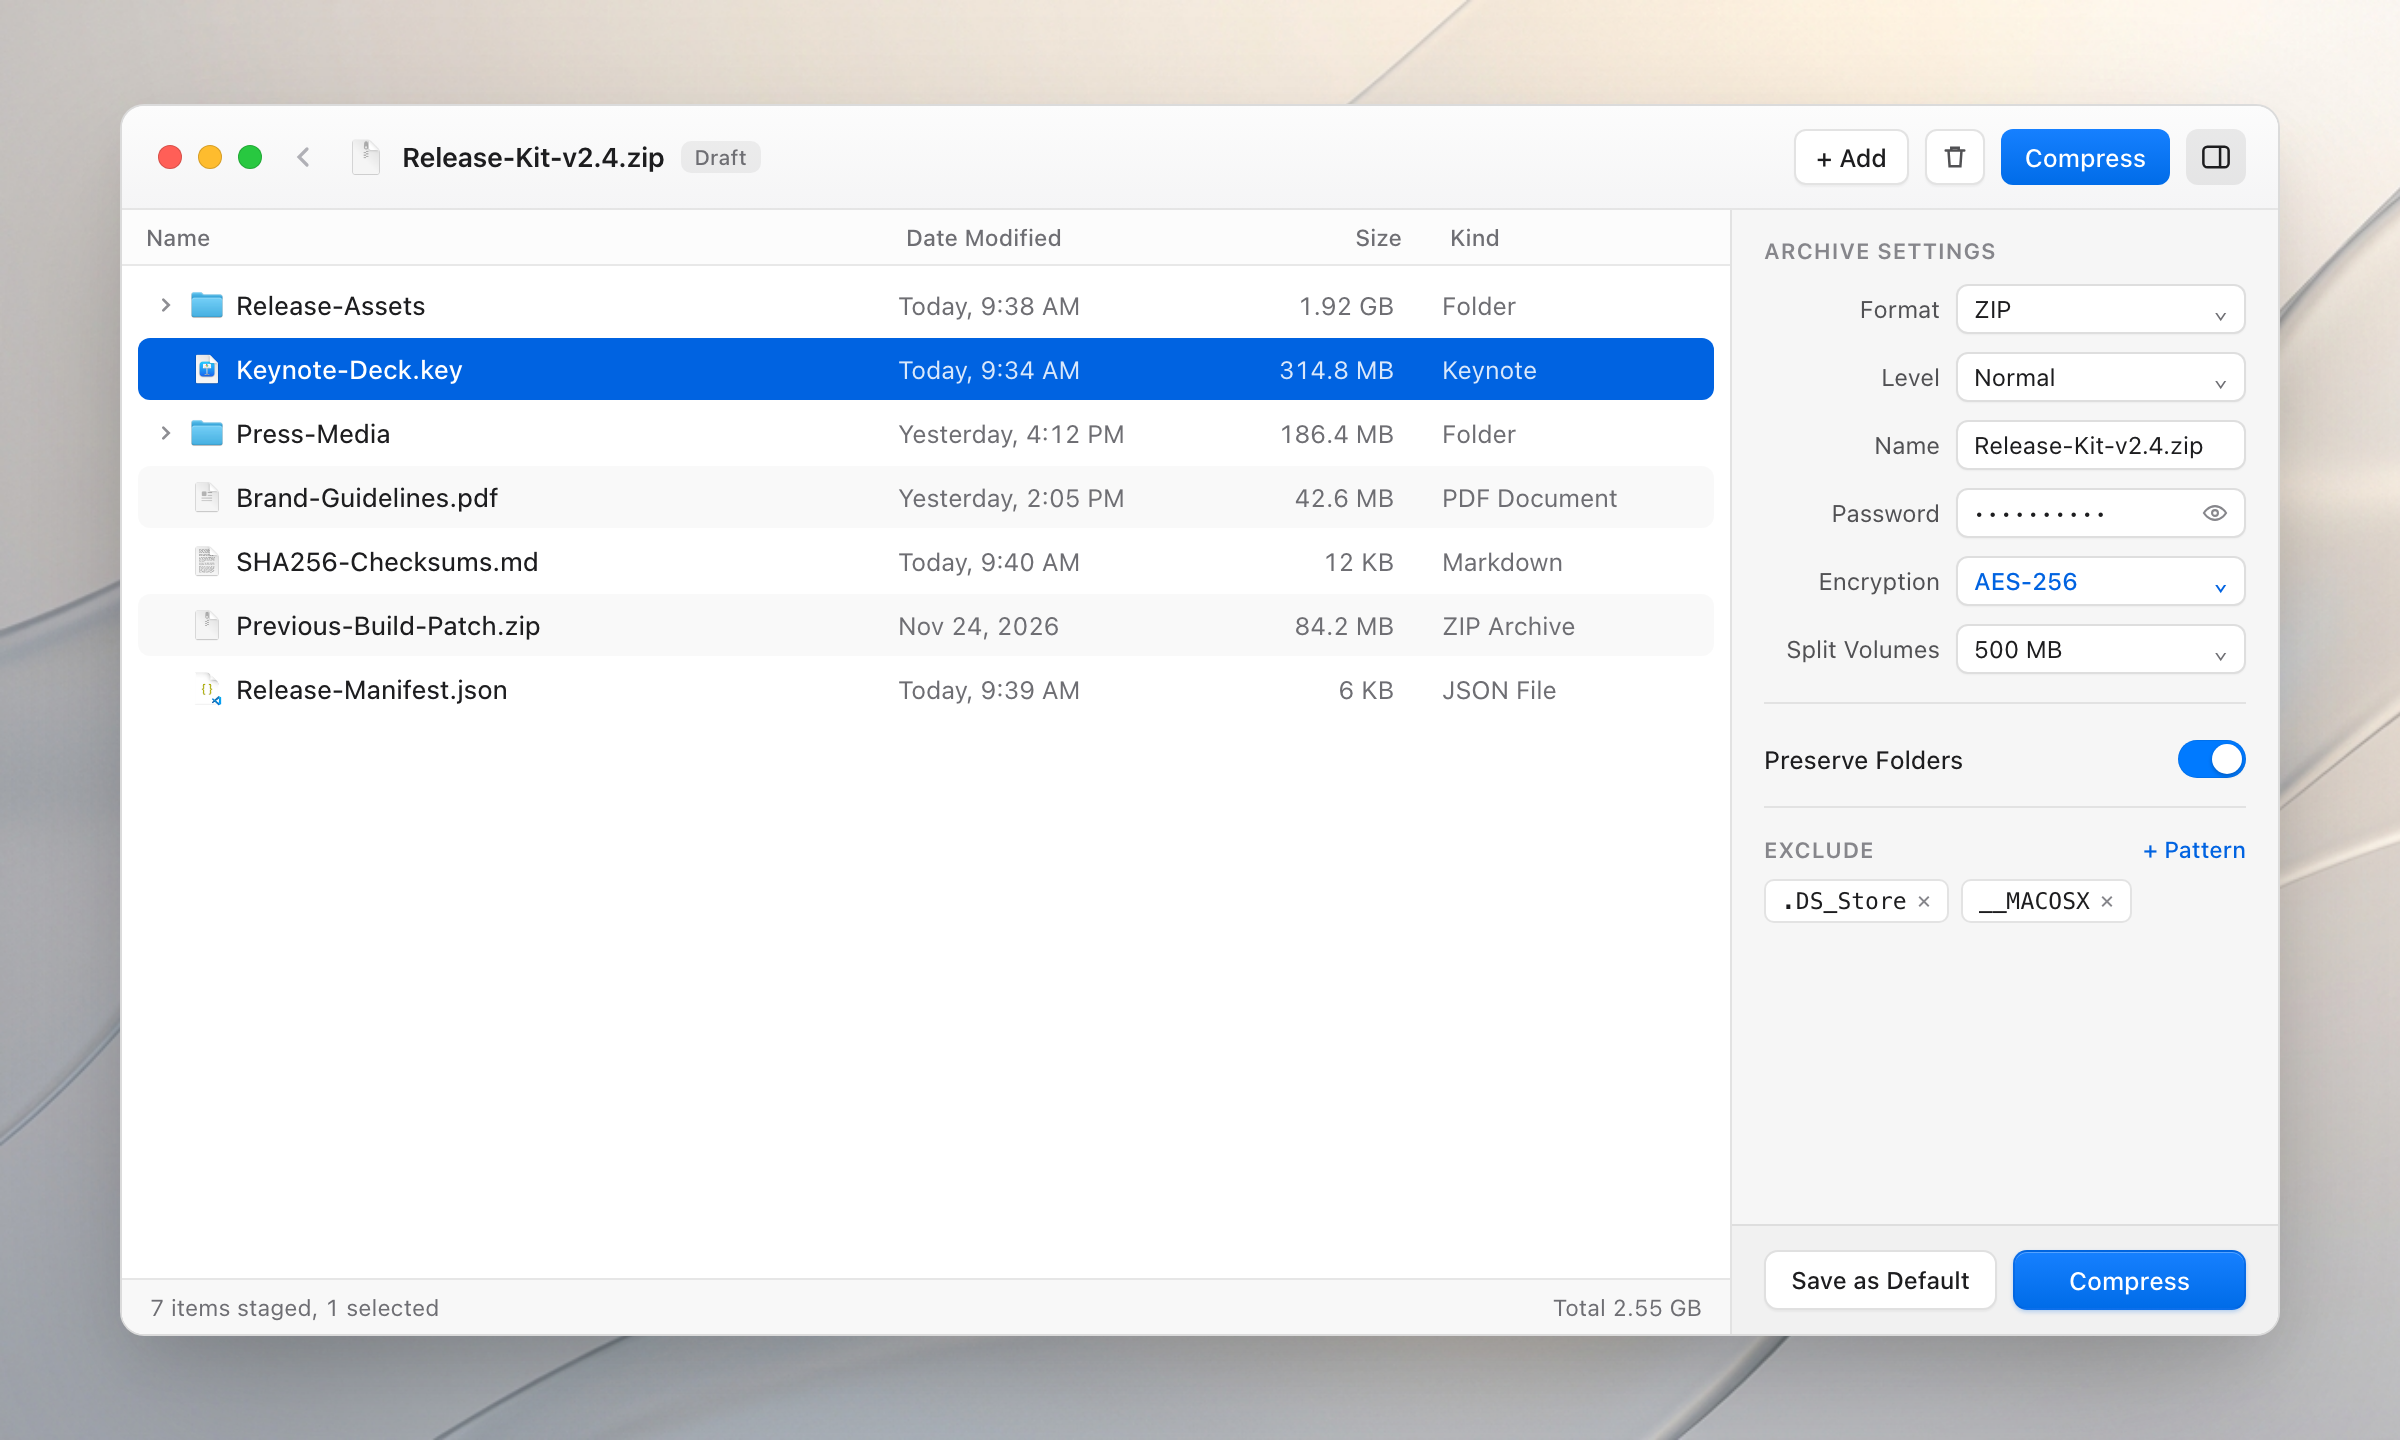 Release-Kit-v2.4.zip Draft
+ Add Compress
Name Date Modified Size Kind
Release-Assets Today, 9:38 AM 1.92 GB Folder
Keynote-Deck.key Today, 9:34 AM 314.8 MB Keynote
Press-Media Yesterday, 4:12 PM 186.4 MB Folder
Brand-Guidelines.pdf Yesterday, 2:05 PM 42.6 MB PDF Document
SHA256-Checksums.md Today, 9:40 AM 12 KB Markdown
Previous-Build-Patch.zip Nov 24, 2026 84.2 MB ZIP Archive
Release-Manifest.json Today, 9:39 AM 6 KB JSON File
7 items staged, 1 selected Total 2.55 GB
ARCHIVE SETTINGS
Format ZIP
Level Normal
Name Release-Kit-v2.4.zip
Password ••••••••••
Encryption AES-256
Split Volumes 500 MB
Preserve Folders
EXCLUDE + Pattern
.DS_Store × __MACOSX ×
Save as Default Compress